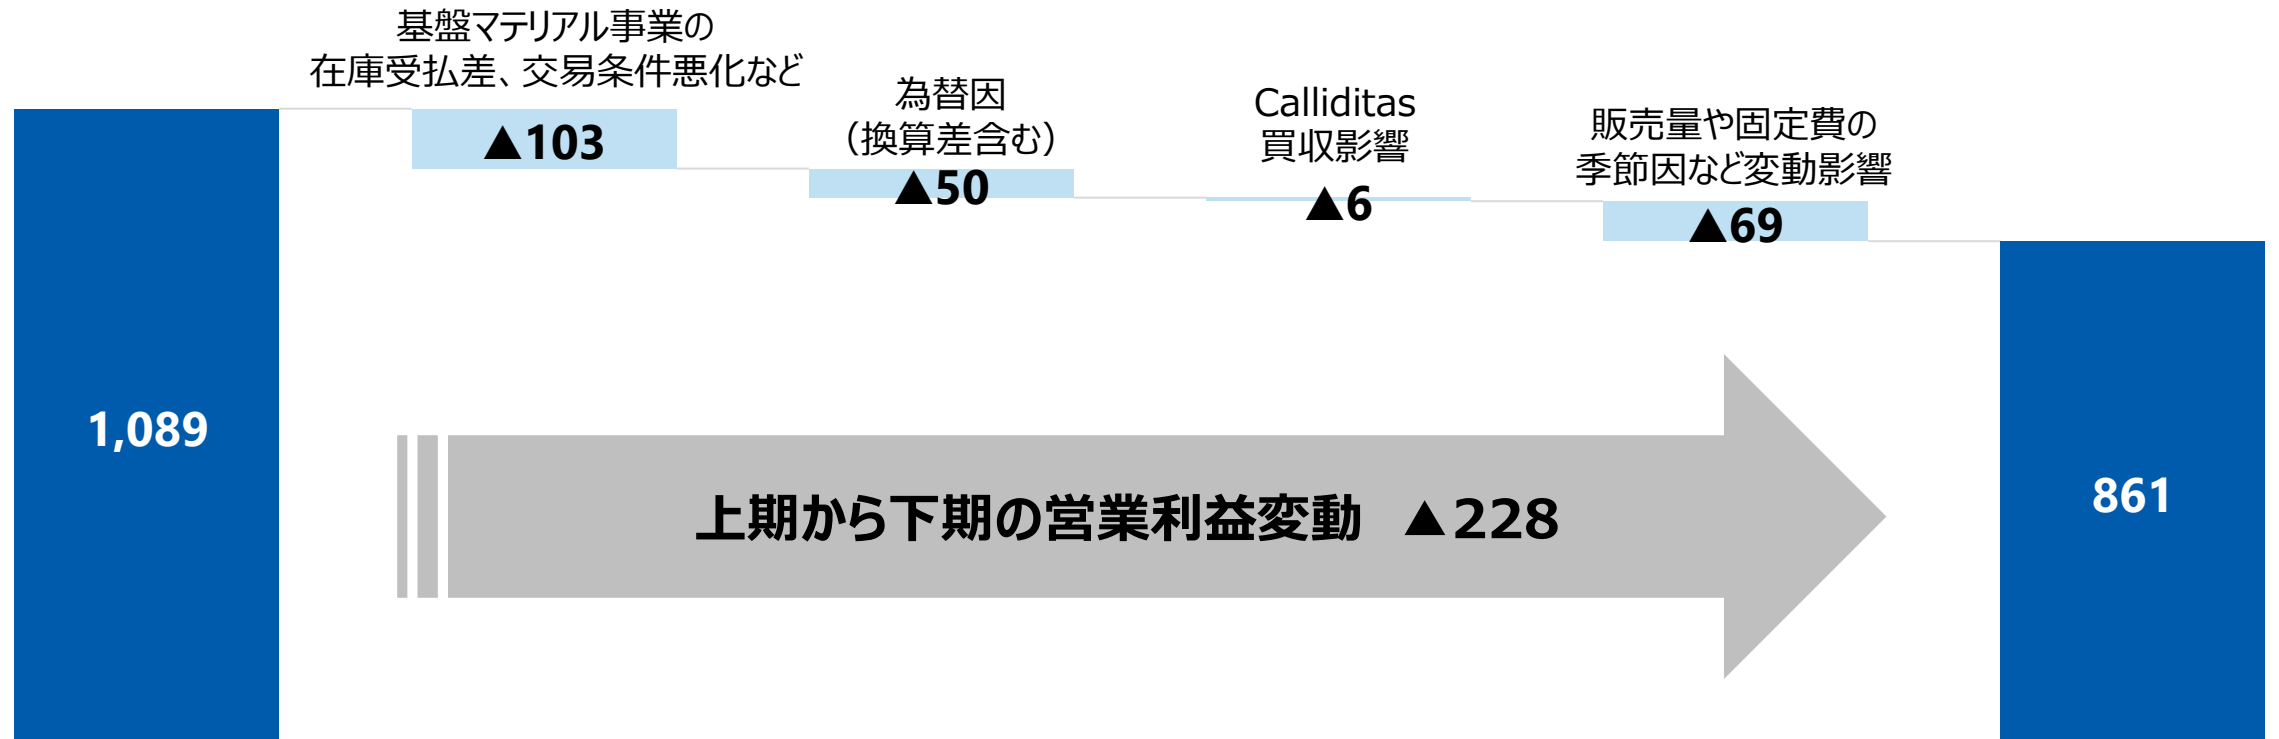 基盤マテリアル事業の
在庫受払差、交易条件悪化など
▲103
為替因
（換算差含む）
▲50
Calliditas
買収影響
▲6
販売量や固定費の
季節因など変動影響
▲69
1,089
上期から下期の営業利益変動 ▲228
861